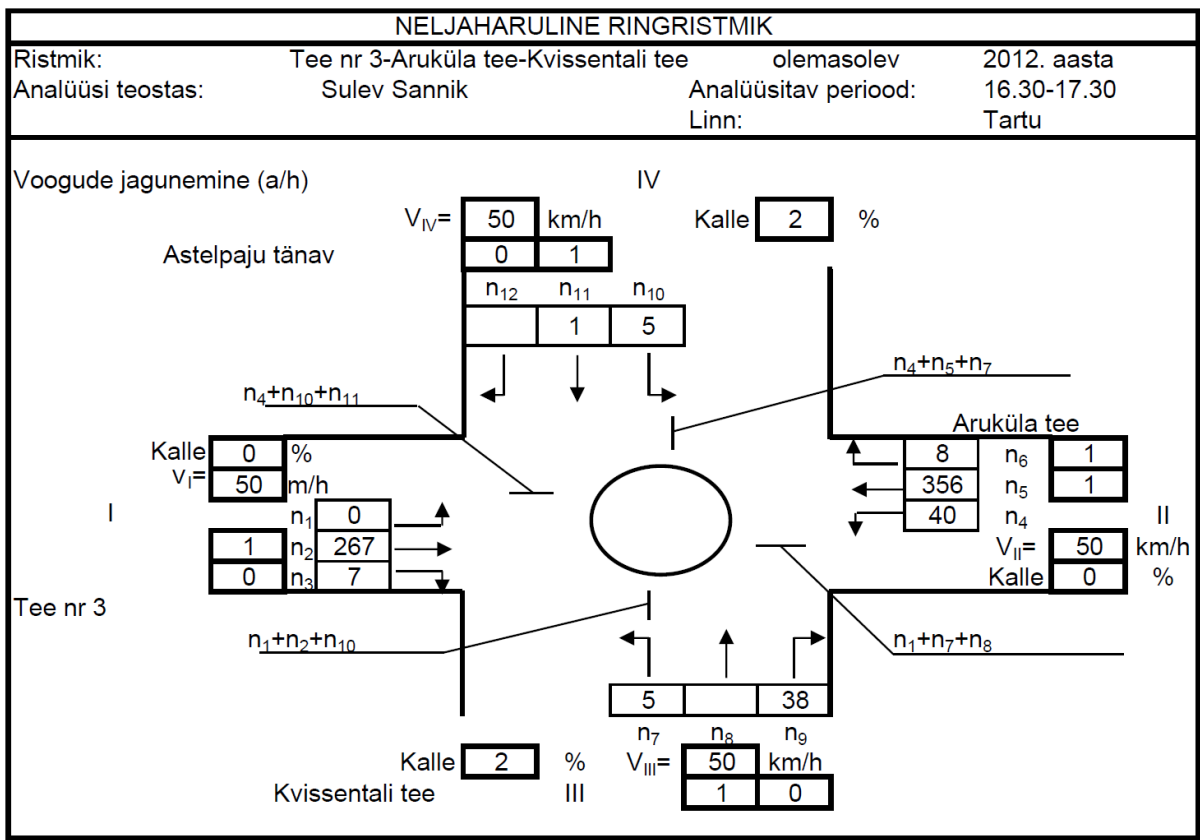 NELJAHARULINE RINGRISTMIK
Ristmik: Tee nr 3-Aruküla tee-Kvissentali tee olemasolev 2012. aasta
Analüüsi teostas: Sulev Sannik Analüüsitav periood: 16.30-17.30
Linn: Tartu
Voogude jagunemine (a/h) IV
V_IV= 50 km/h Kalle 2 %
Astelpaju tänav 0 1
n12 n11 n10
1 5
n4+n5+n7
n4+n10+n11
Aruküla tee
Kalle 0 % 8 n6 1
V_I= 50 m/h 356 n5 1
I n1 0 40 n4 II
1 n2 267 V_II= 50 km/h
0 n3 7 Kalle 0 %
Tee nr 3
n1+n2+n10 n1+n7+n8
5 38
n7 n8 n9
Kalle 2 % V_III= 50 km/h
Kvissentali tee III 1 0